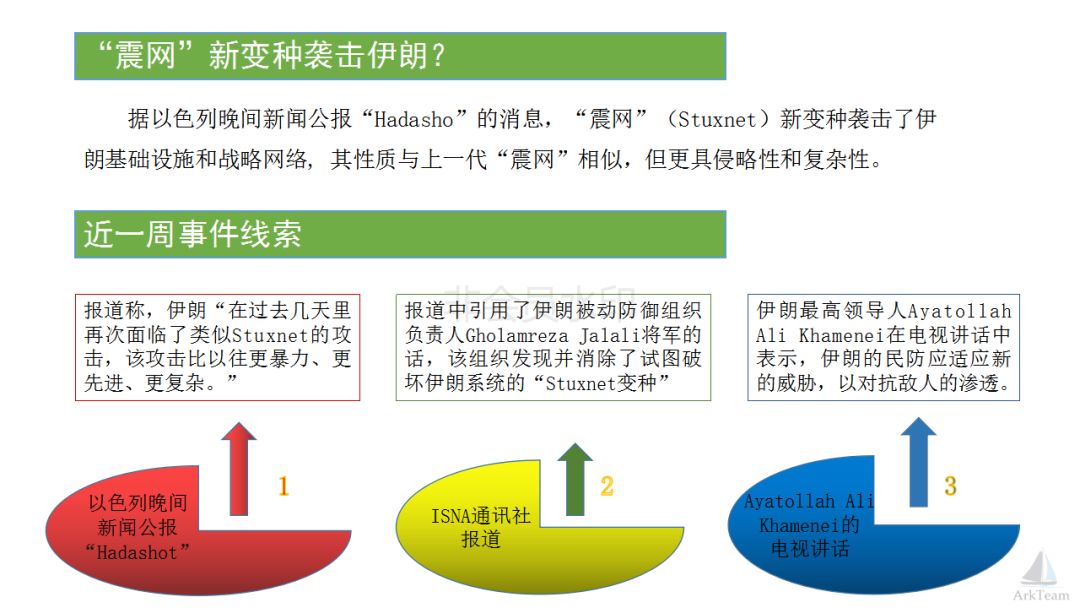 “震网”新变种袭击伊朗？
据以色列晚间新闻公报“Hadasho”的消息，“震网”（Stuxnet）新变种袭击了伊
朗基础设施和战略网络, 其性质与上一代“震网”相似，但更具侵略性和复杂性。
近一周事件线索
非会员水印
报道称，伊朗“在过去几天里
再次面临了类似Stuxnet的攻
击，该攻击比以往更暴力、更
先进、更复杂。”
报道中引用了伊朗被动防御组织
负责人Gholamreza Jalali将军的
话，该组织发现并消除了试图破
坏伊朗系统的“Stuxnet变种”
伊朗最高领导人Ayatollah
Ali Khamenei在电视讲话中
表示，伊朗的民防应适应新
的威胁，以对抗敌人的渗透。
1
2
3
以色列晚间
新闻公报
“Hadashot”
ISNA通讯社
报道
Ayatollah Ali
Khamenei的
电视讲话
ArkTeam